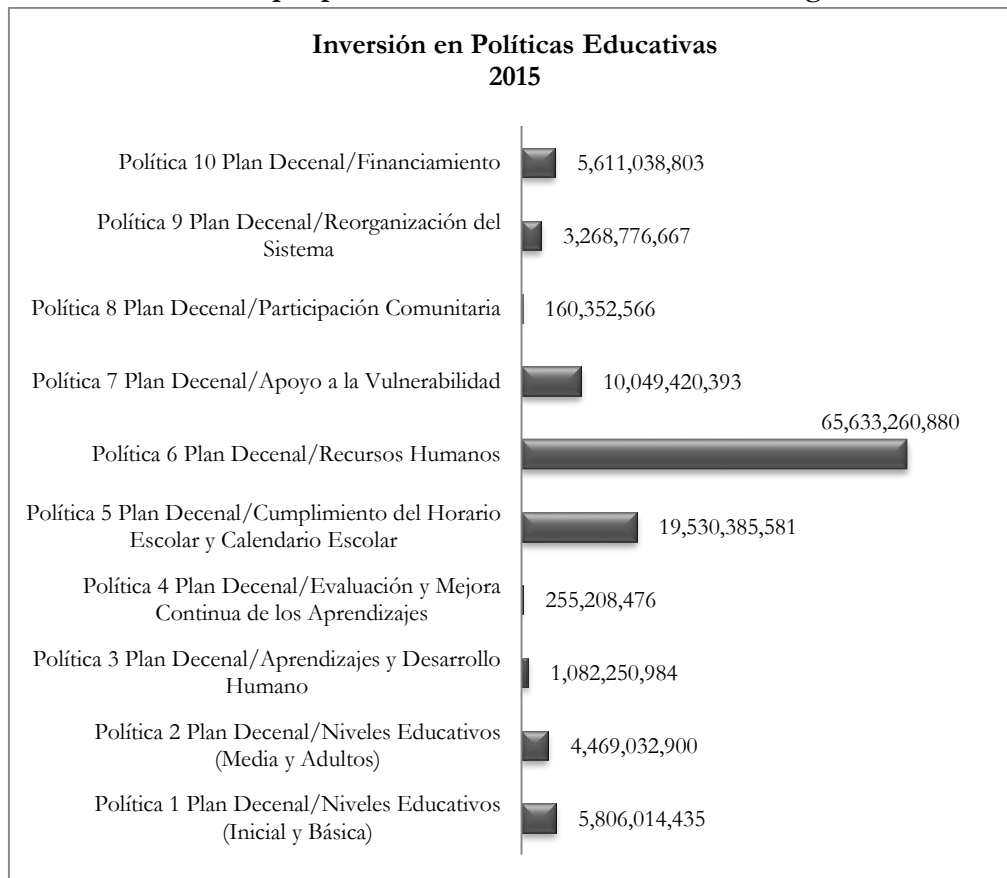 Inversión en Políticas Educativas
2015
Política 10 Plan Decenal/Financiamiento
5,611,038,803
Política 9 Plan Decenal/Reorganización del
Sistema
3,268,776,667
Política 8 Plan Decenal/Participación Comunitaria
160,352,566
Política 7 Plan Decenal/Apoyo a la Vulnerabilidad
10,049,420,393
Política 6 Plan Decenal/Recursos Humanos
65,633,260,880
Política 5 Plan Decenal/Cumplimiento del Horario
Escolar y Calendario Escolar
19,530,385,581
Política 4 Plan Decenal/Evaluación y Mejora
Continua de los Aprendizajes
255,208,476
Política 3 Plan Decenal/Aprendizajes y Desarrollo
Humano
1,082,250,984
Política 2 Plan Decenal/Niveles Educativos
(Media y Adultos)
4,469,032,900
Política 1 Plan Decenal/Niveles Educativos
(Inicial y Básica)
5,806,014,435